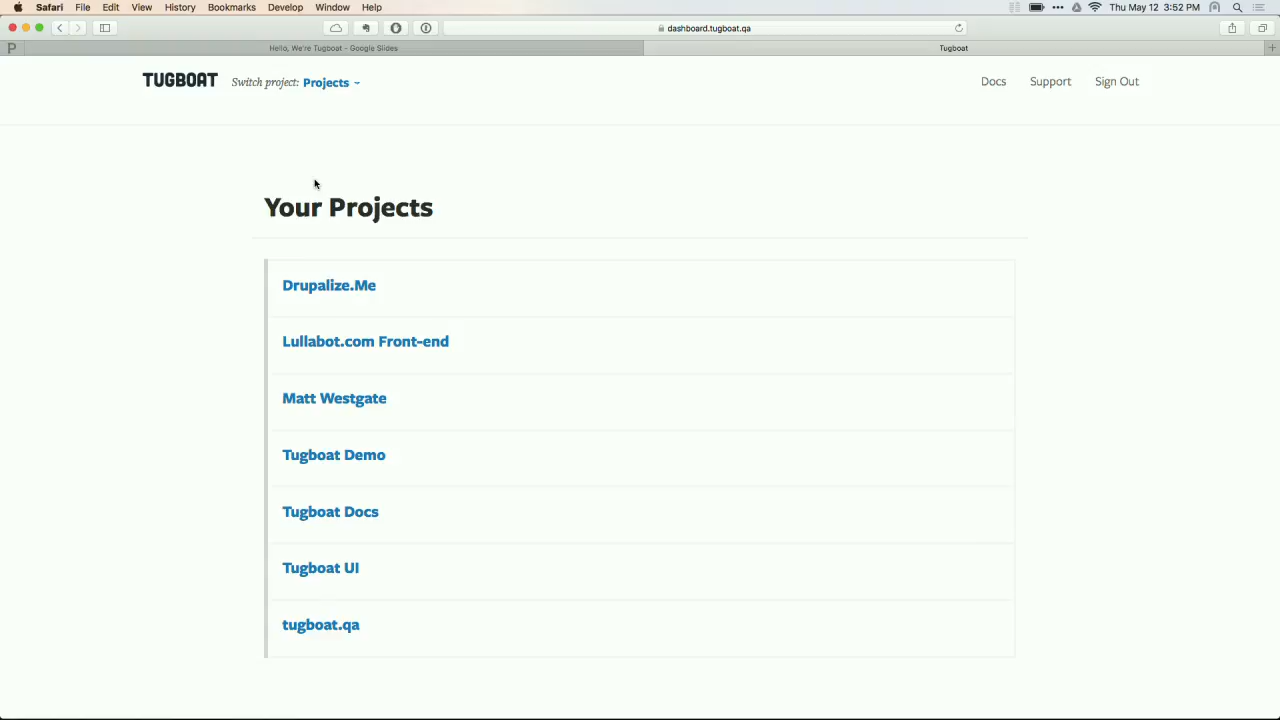 Safari File Edit View History Bookmarks Develop Window Help Thu May 12 3:52 PM
dashboard.tugboat.qa
P Hello, We're Tugboat - Google Slides Tugboat
TUGBOAT Switch project: Projects Docs Support Sign Out
Your Projects
Drupalize.Me
Lullabot.com Front-end
Matt Westgate
Tugboat Demo
Tugboat Docs
Tugboat UI
tugboat.qa